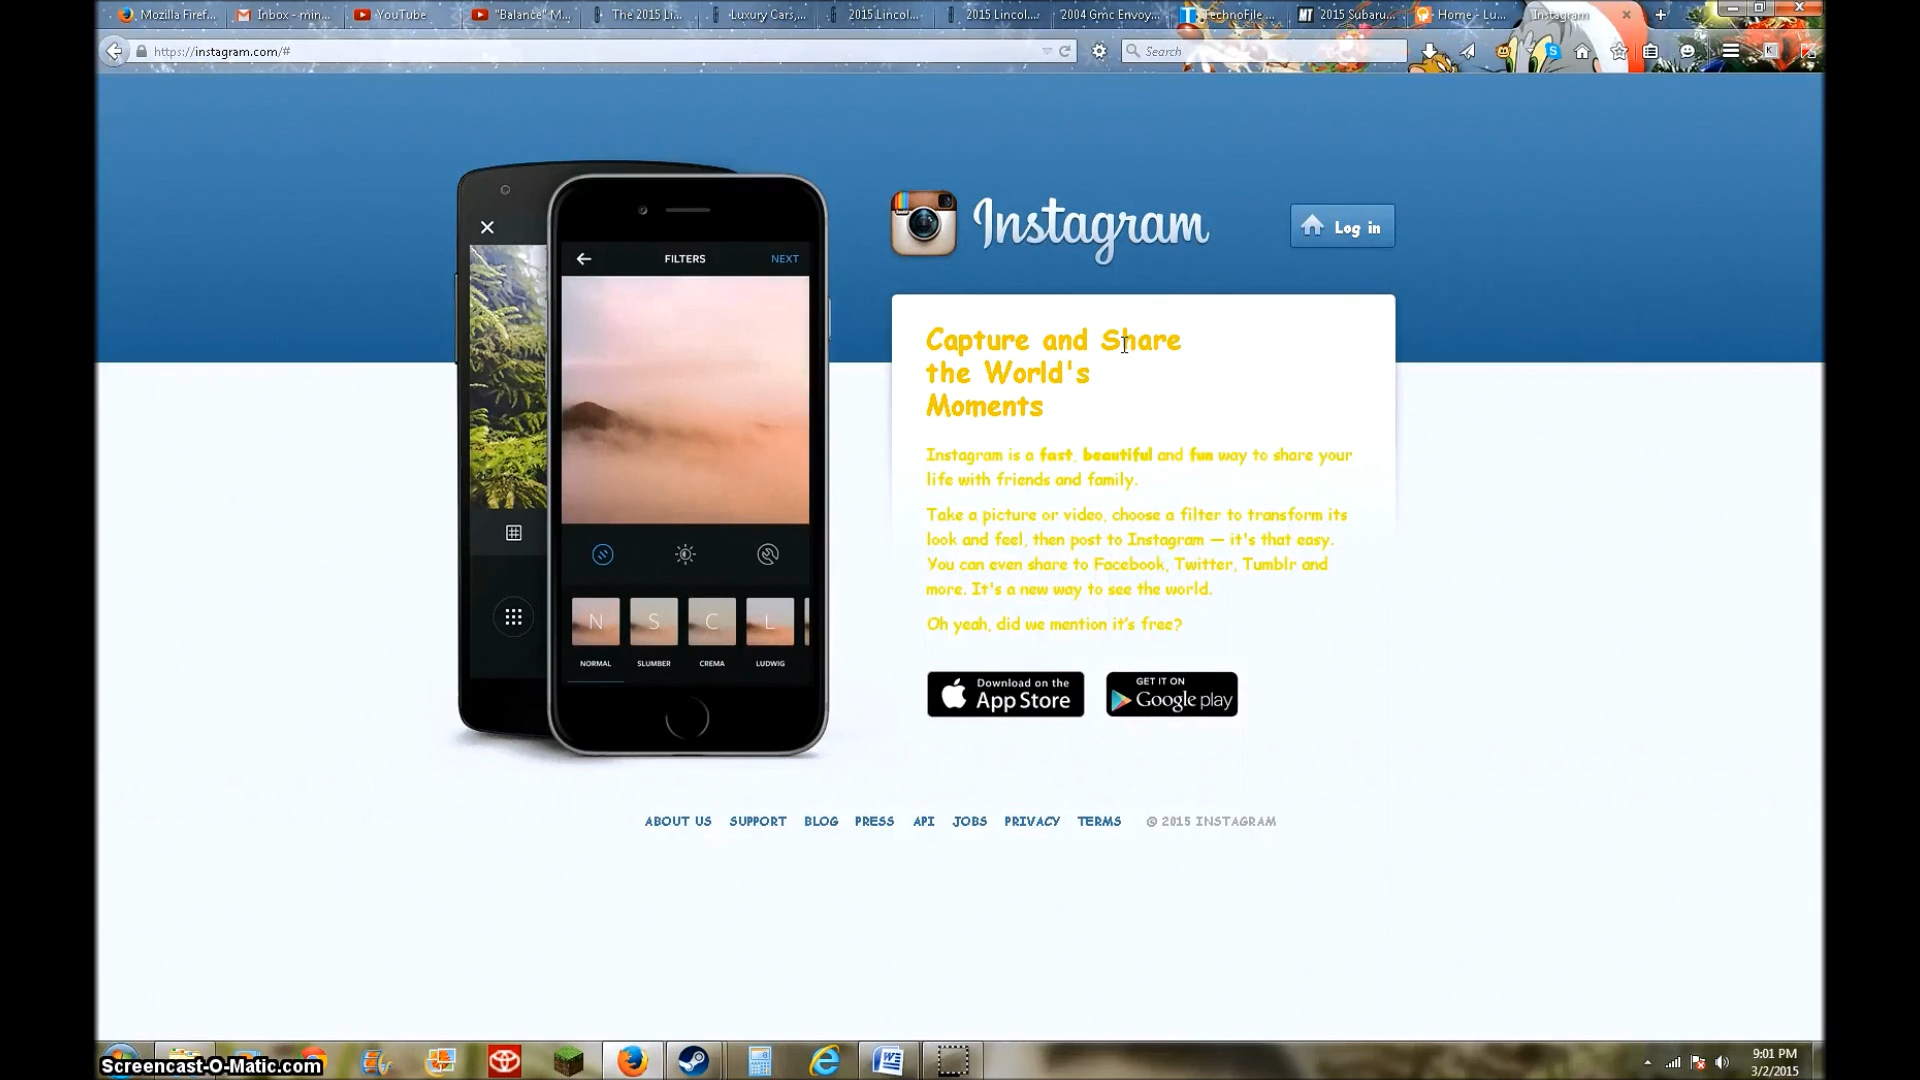 Mozilla Firef...
Inbox - min...
YouTube
"Balance" M...
The 2015 Li...
Luxury Cars,...
2015 Lincol...
2015 Lincol...
2004 Gmc Envoy...
TechnoFile ...
2015 Subaru...
Home - Lu...
Instagram
https://instagram.com/#
Search
Instagram
Log in
FILTERS
NEXT
Capture and Share
the World's
Moments
Instagram is a fast, beautiful and fun way to share your
life with friends and family.
Take a picture or video, choose a filter to transform its
look and feel, then post to Instagram — it's that easy.
You can even share to Facebook, Twitter, Tumblr and
more. It's a new way to see the world.
Oh yeah, did we mention it’s free?
N S C L
NORMAL SLUMBER CREMA LUDWIG
Download on the
App Store
GET IT ON
Google play
ABOUT US SUPPORT BLOG PRESS API JOBS PRIVACY TERMS © 2015 INSTAGRAM
Screencast-O-Matic.com
9:01 PM
3/2/2015